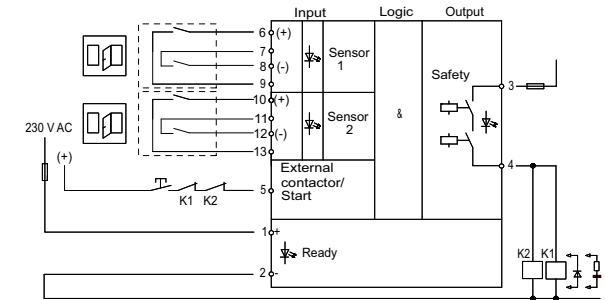 Input Logic Output
6 (+)
7
8 (-)
9
Sensor
1
10 (+)
11
12 (-)
13
Sensor
2
Safety
3
4
&
230 V AC
(+)
K1 K2
5
External
contactor/
Start
1 +
Ready
2 -
K2 K1